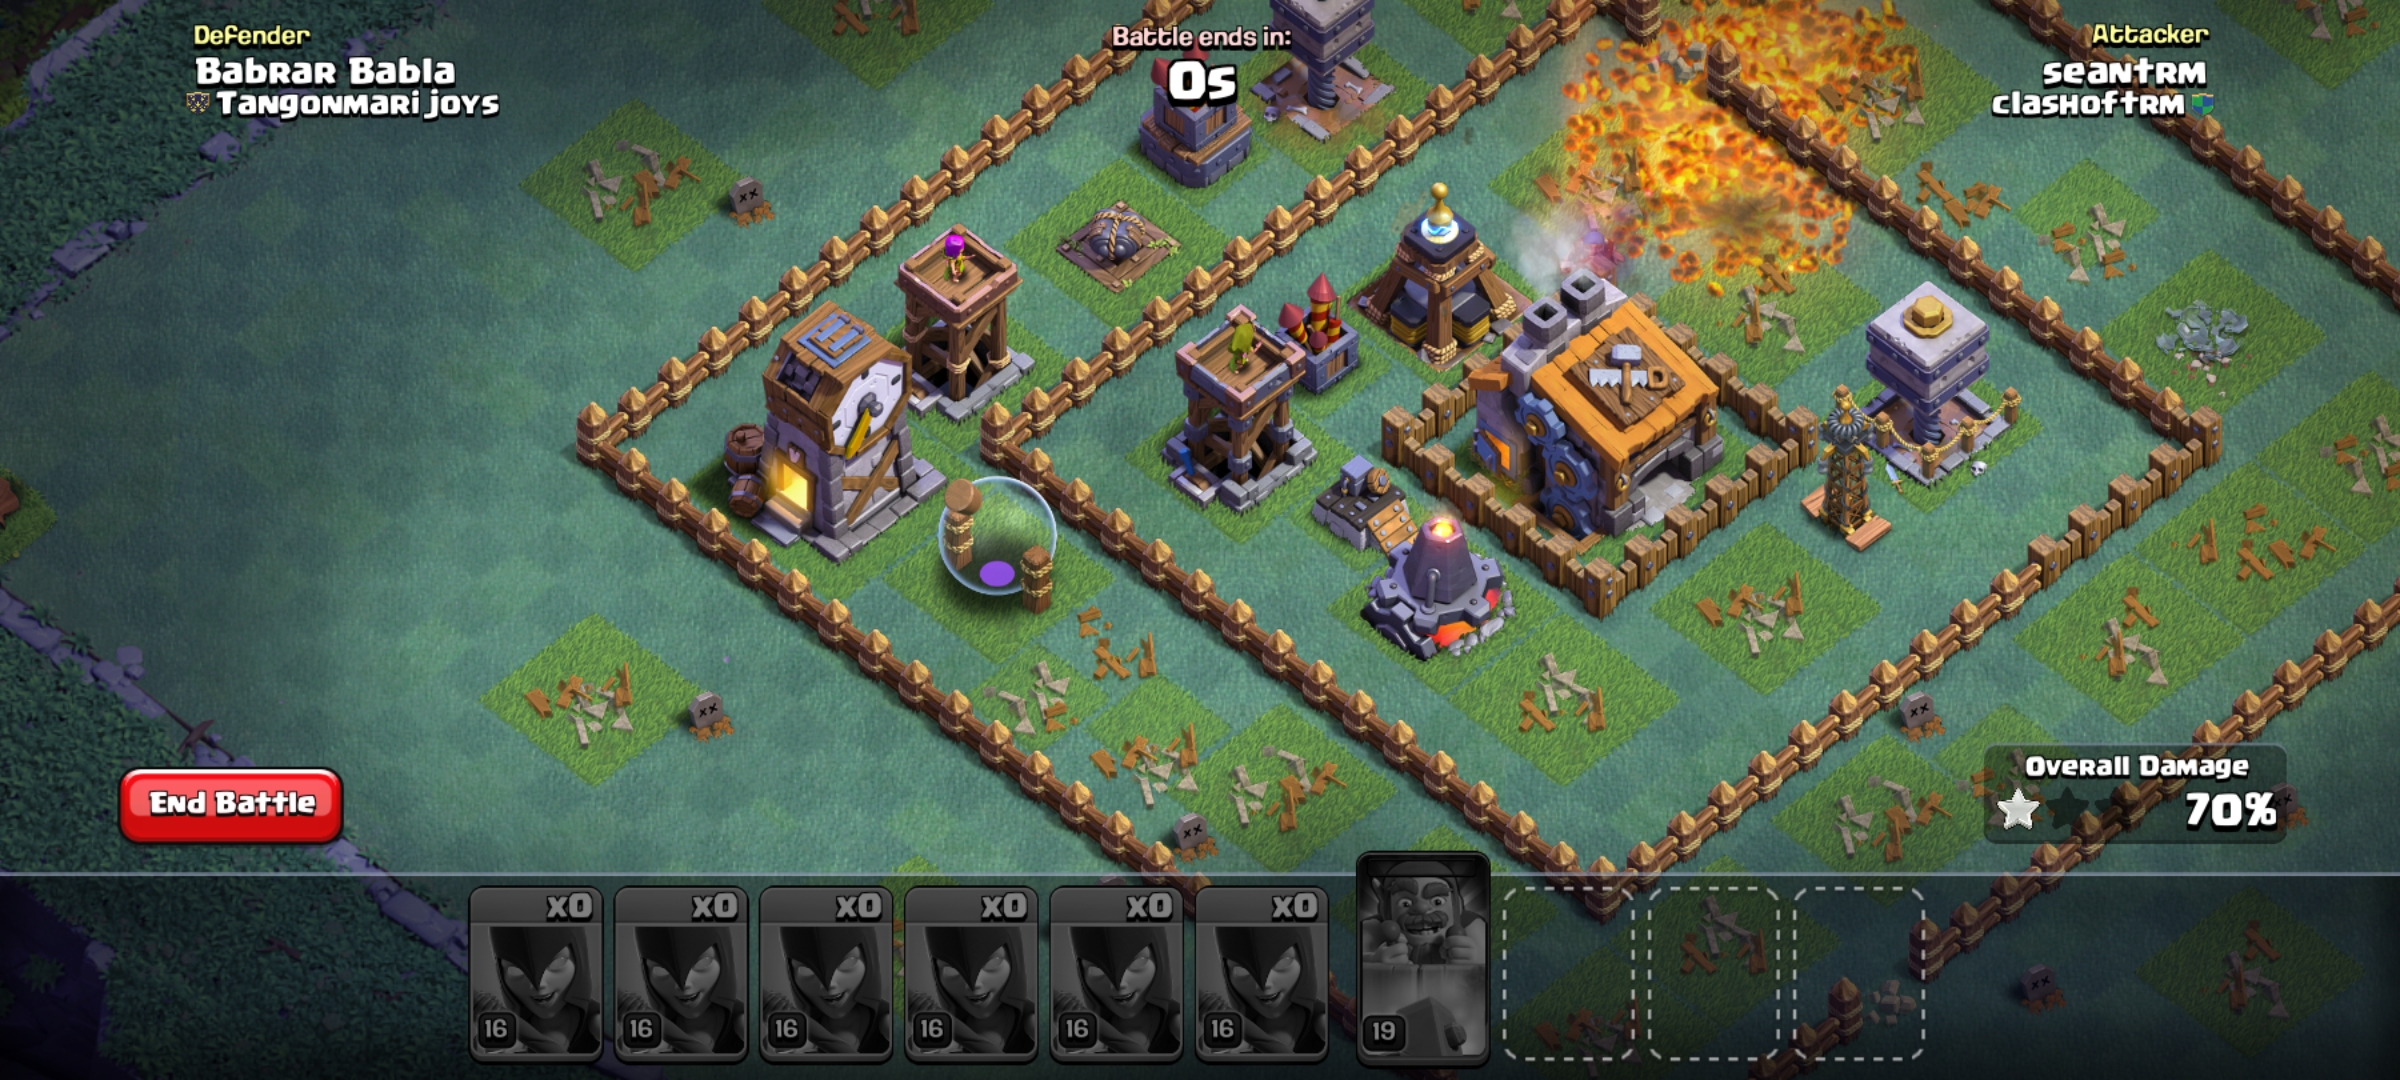 Defender
Babrar Babla
Tangonmari joys
Battle ends in:
0s
Attacker
seantrm
clashoftrm
End Battle
Overall Damage
70%
x0
x0
x0
x0
x0
x0
16
16
16
16
16
16
19